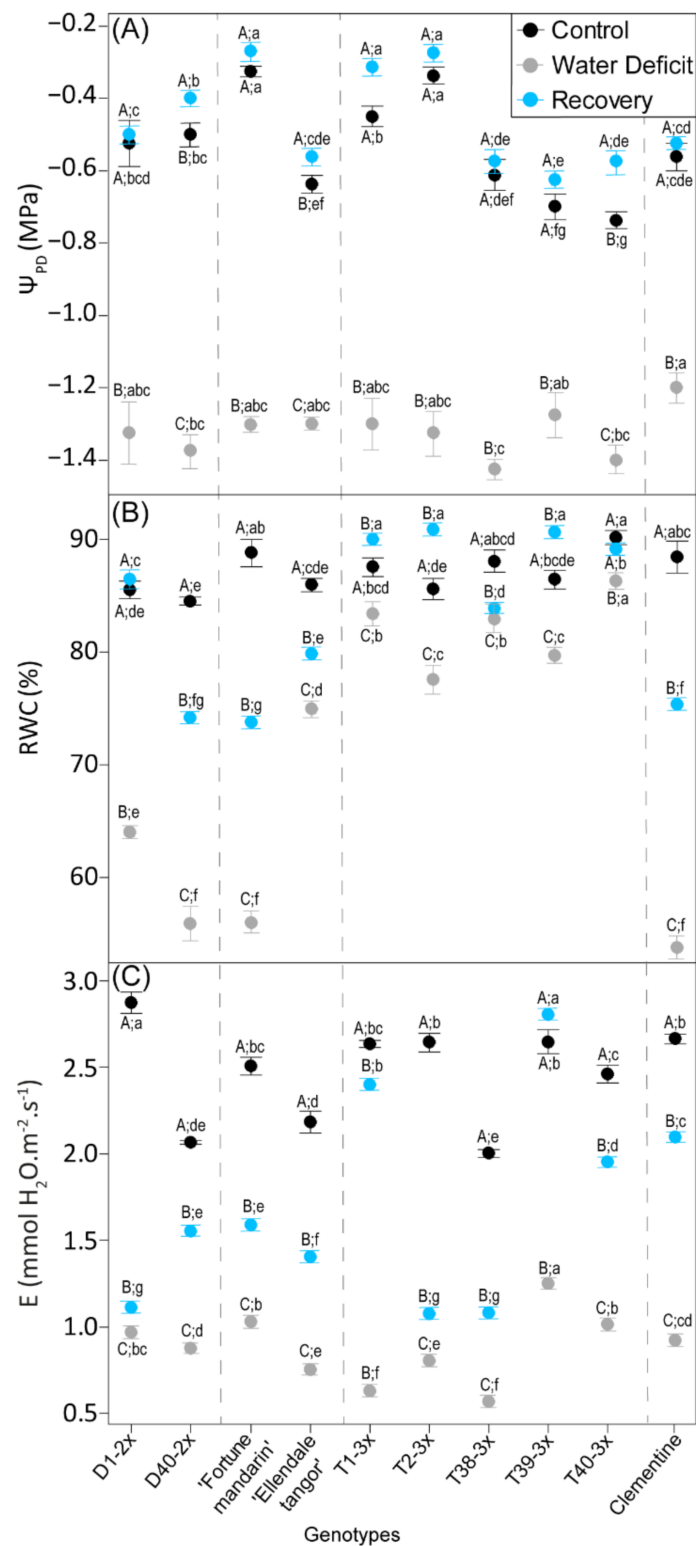 (A)
Control
Water Deficit
Recovery
−0.2
−0.4
−0.6
−0.8
−1.0
−1.2
−1.4
Ψ_PD (MPa)
A;c
A;bcd
B;abc
A;b
B;bc
C;bc
A;a
A;a
B;abc
A;cde
B;ef
C;abc
A;a
A;b
B;abc
A;a
A;a
B;abc
A;de
A;def
B;c
A;e
A;fg
B;ab
A;de
B;g
C;bc
A;cd
A;cde
B;a
(B)
90
80
70
60
RWC (%)
A;c
A;de
B;e
A;e
B;fg
C;f
A;ab
B;g
C;f
A;cde
B;e
C;d
B;a
A;bcd
C;b
B;a
A;de
C;c
A;abcd
B;d
C;b
B;a
A;bcde
C;c
A;a
A;b
B;a
A;abc
B;f
C;f
(C)
3.0
2.5
2.0
1.5
1.0
0.5
E (mmol H₂O.m⁻².s⁻¹)
A;a
B;g
C;bc
A;de
B;e
C;d
A;bc
B;e
C;b
A;d
B;f
C;e
A;bc
B;b
B;f
A;b
B;g
C;e
A;e
B;g
C;f
A;a
A;b
B;a
A;c
B;d
C;b
A;b
B;c
C;cd
D1-2x
D40-2x
'Fortune
mandarin'
'Ellendale
tangor'
T1-3x
T2-3x
T38-3x
T39-3x
T40-3x
Clementine
Genotypes